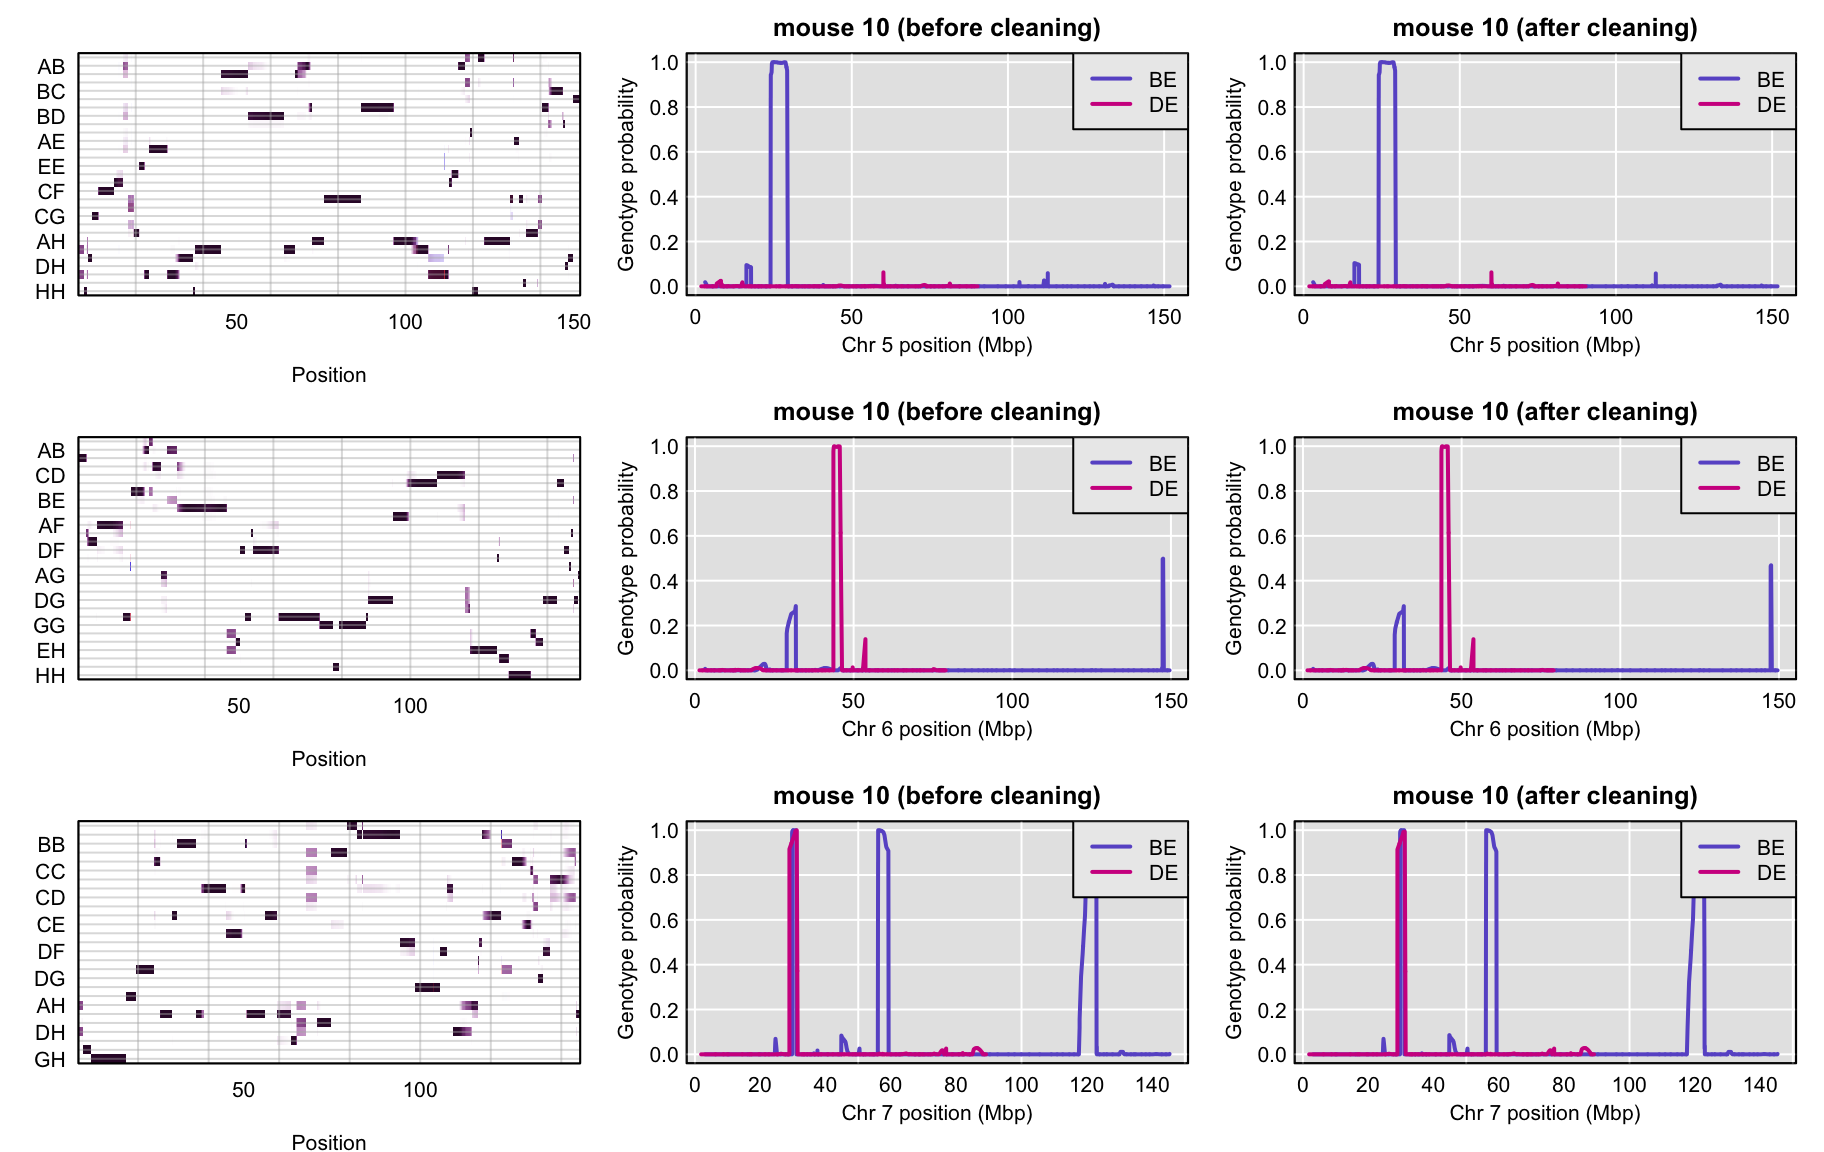 mouse 10 (before cleaning)
mouse 10 (after cleaning)
AB
BC
BD
AE
EE
CF
CG
AH
DH
HH
50 100 150
Position
Genotype probability
1.0
0.8
0.6
0.4
0.2
0.0
BE
DE
0 50 100 150
Chr 5 position (Mbp)
Genotype probability
1.0
0.8
0.6
0.4
0.2
0.0
BE
DE
0 50 100 150
Chr 5 position (Mbp)
mouse 10 (before cleaning)
mouse 10 (after cleaning)
AB
CD
BE
AF
DF
AG
DG
GG
EH
HH
50 100
Position
Genotype probability
1.0
0.8
0.6
0.4
0.2
0.0
BE
DE
0 50 100 150
Chr 6 position (Mbp)
Genotype probability
1.0
0.8
0.6
0.4
0.2
0.0
BE
DE
0 50 100 150
Chr 6 position (Mbp)
mouse 10 (before cleaning)
mouse 10 (after cleaning)
BB
CC
CD
CE
DF
DG
AH
DH
GH
50 100
Position
Genotype probability
1.0
0.8
0.6
0.4
0.2
0.0
BE
DE
0 20 40 60 80 100 120 140
Chr 7 position (Mbp)
Genotype probability
1.0
0.8
0.6
0.4
0.2
0.0
BE
DE
0 20 40 60 80 100 120 140
Chr 7 position (Mbp)